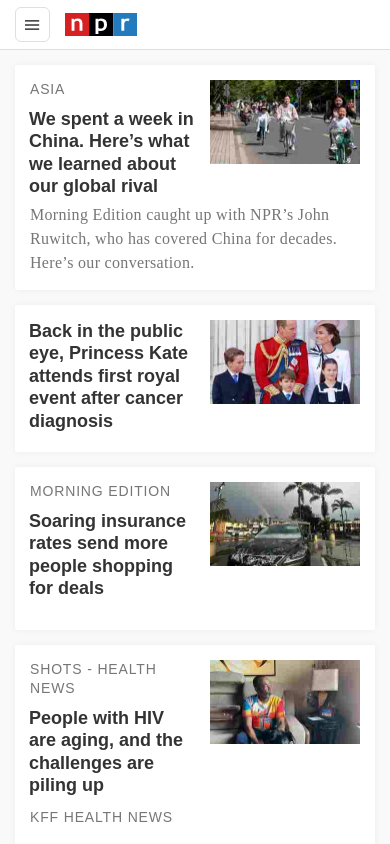 npr
ASIA
We spent a week in
China. Here’s what
we learned about
our global rival
Morning Edition caught up with NPR’s John
Ruwitch, who has covered China for decades.
Here’s our conversation.
Back in the public
eye, Princess Kate
attends first royal
event after cancer
diagnosis
MORNING EDITION
Soaring insurance
rates send more
people shopping
for deals
SHOTS - HEALTH
NEWS
People with HIV
are aging, and the
challenges are
piling up
KFF HEALTH NEWS